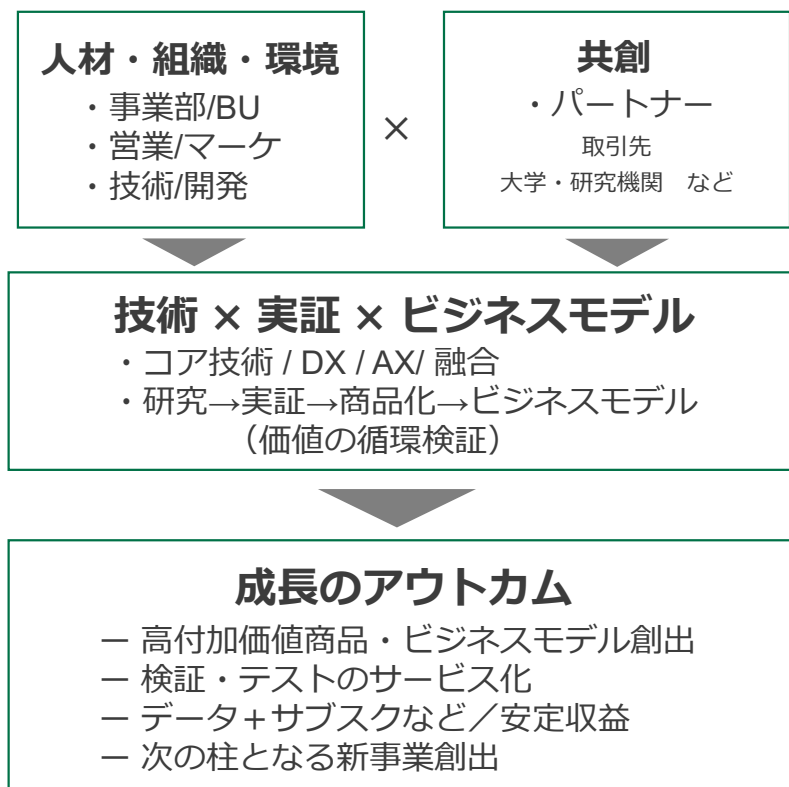 人材・組織・環境
・事業部/BU
・営業/マーケ
・技術/開発
×
共創
・パートナー
取引先
大学・研究機関　など
技術 × 実証 × ビジネスモデル
・コア技術 / DX / AX/ 融合
・研究→実証→商品化→ビジネスモデル
（価値の循環検証）
成長のアウトカム
ー 高付加価値商品・ビジネスモデル創出
ー 検証・テストのサービス化
ー データ＋サブスクなど／安定収益
ー 次の柱となる新事業創出